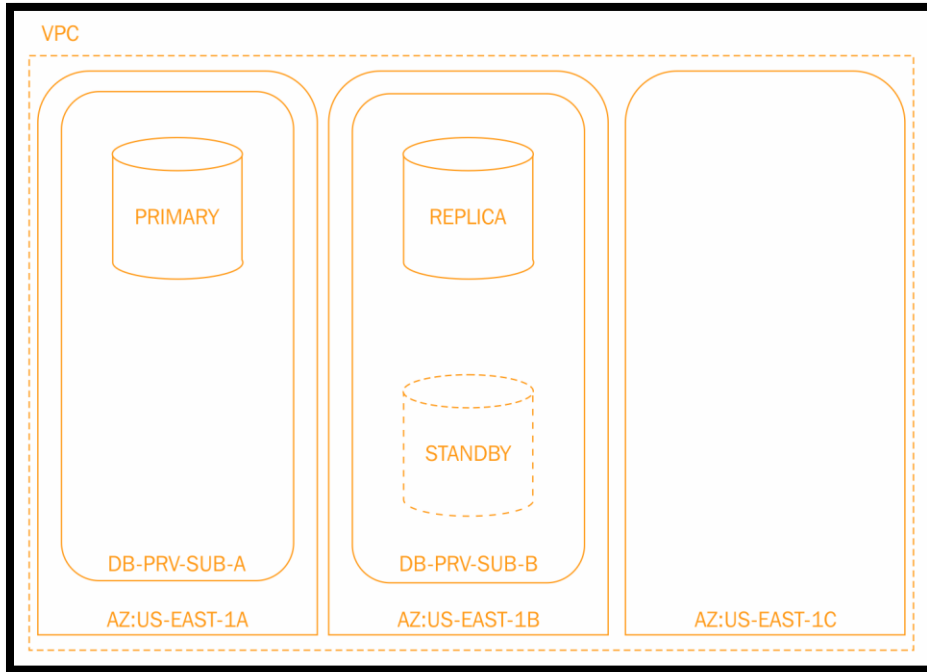 VPC
PRIMARY
REPLICA
STANDBY
DB-PRV-SUB-A
DB-PRV-SUB-B
AZ:US-EAST-1A
AZ:US-EAST-1B
AZ:US-EAST-1C